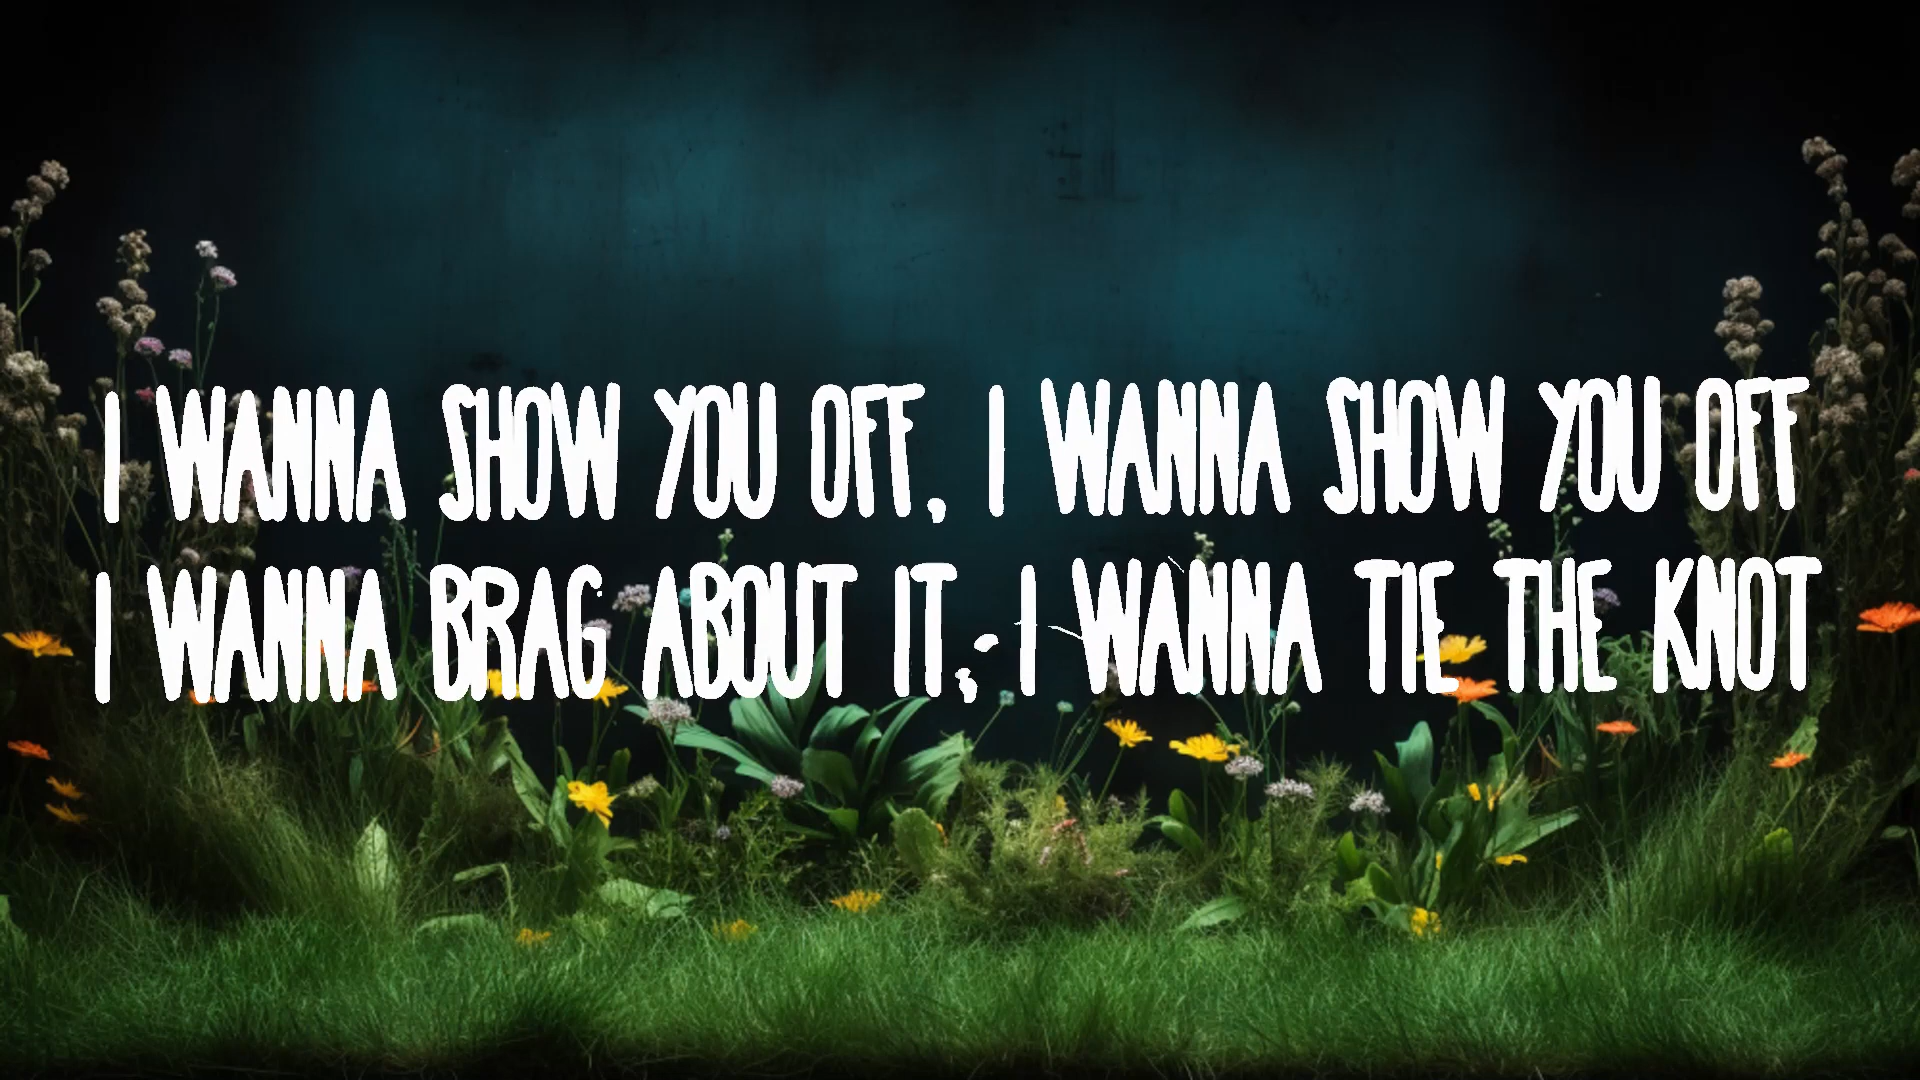 I WANNA SHOW YOU OFF, I WANNA SHOW YOU OFF
I WANNA BRAG ABOUT IT, I WANNA TIE THE KNOT